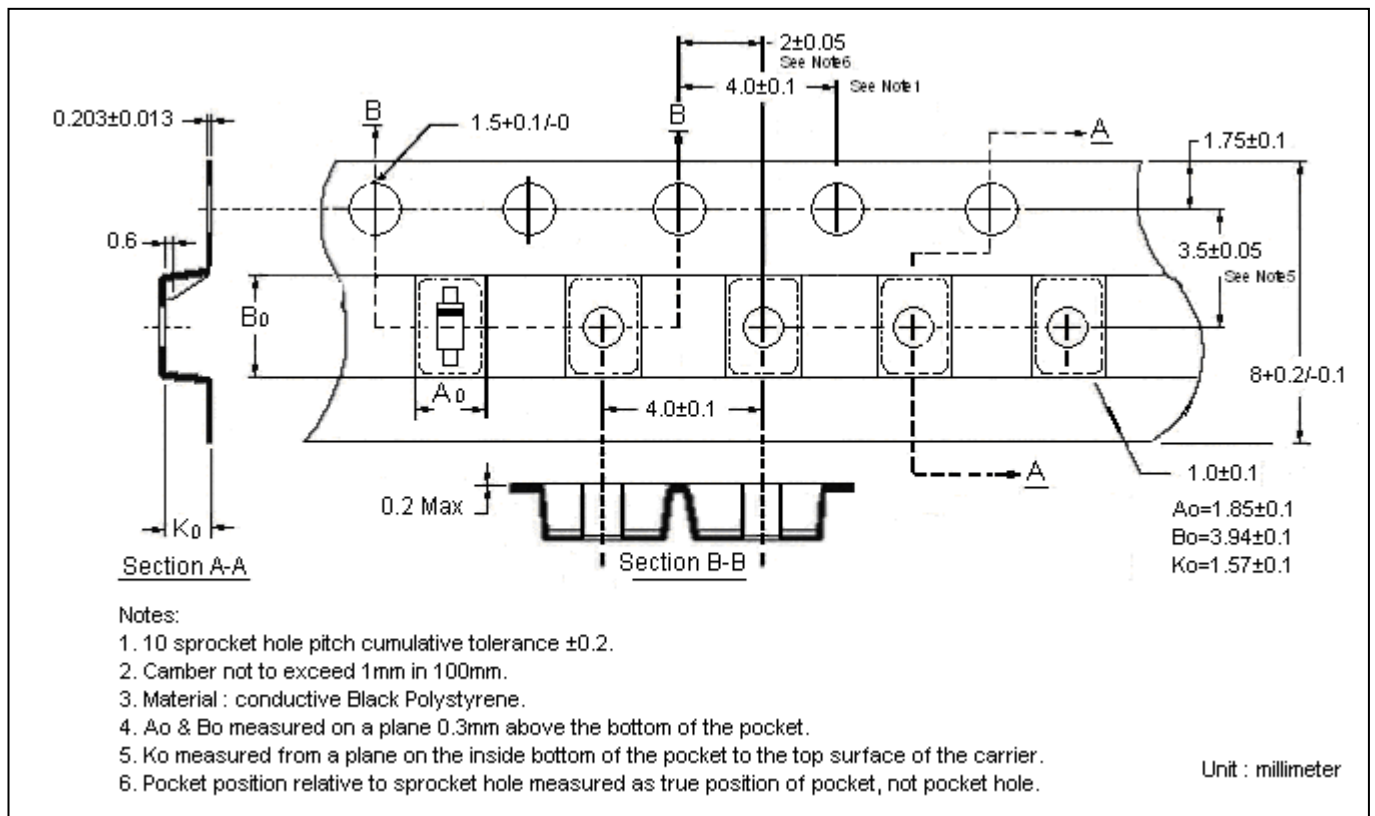 2±0.05
See Note6
4.0±0.1 See Note1
B
B
A
0.203±0.013
1.5+0.1/-0
1.75±0.1
0.6
3.5±0.05
See Note5
B0
A0
8+0.2/-0.1
4.0±0.1
A
1.0±0.1
0.2 Max
K0
Section A-A
Section B-B
Ao=1.85±0.1
Bo=3.94±0.1
Ko=1.57±0.1
Notes:
1. 10 sprocket hole pitch cumulative tolerance ±0.2.
2. Camber not to exceed 1mm in 100mm.
3. Material : conductive Black Polystyrene.
4. Ao & Bo measured on a plane 0.3mm above the bottom of the pocket.
5. Ko measured from a plane on the inside bottom of the pocket to the top surface of the carrier.
6. Pocket position relative to sprocket hole measured as true position of pocket, not pocket hole.
Unit : millimeter